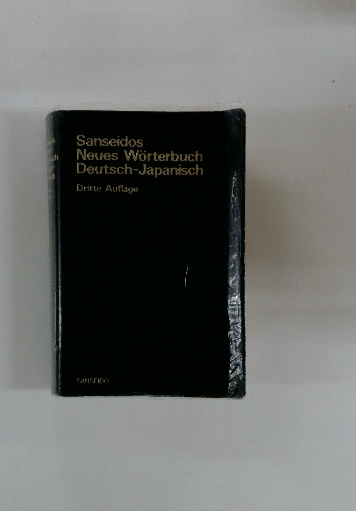 Sanseidos
Neues Wörterbuch
Deutsch-Japanisch
Dritte Auflage
SANSEIDO